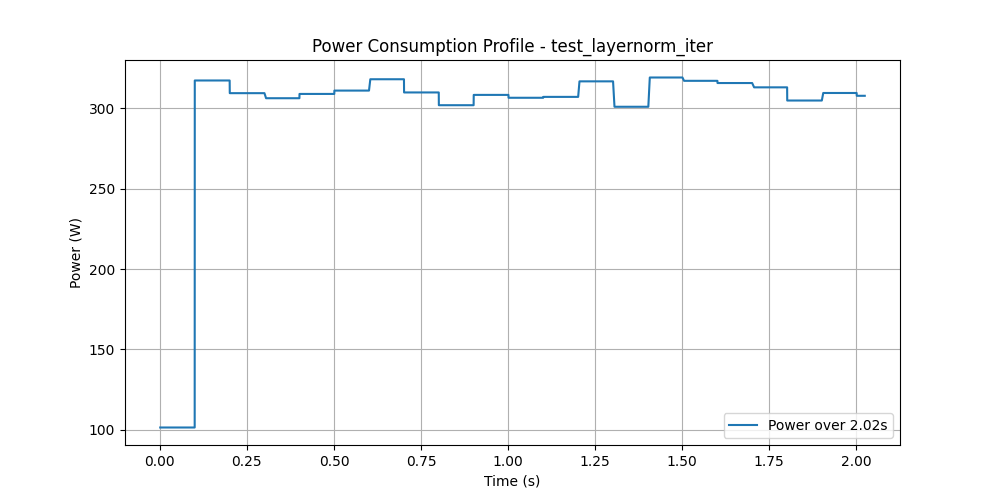 Power Consumption Profile - test_layernorm_iter
Power (W)
300
250
200
150
100
Power over 2.02s
0.00 0.25 0.50 0.75 1.00 1.25 1.50 1.75 2.00
Time (s)